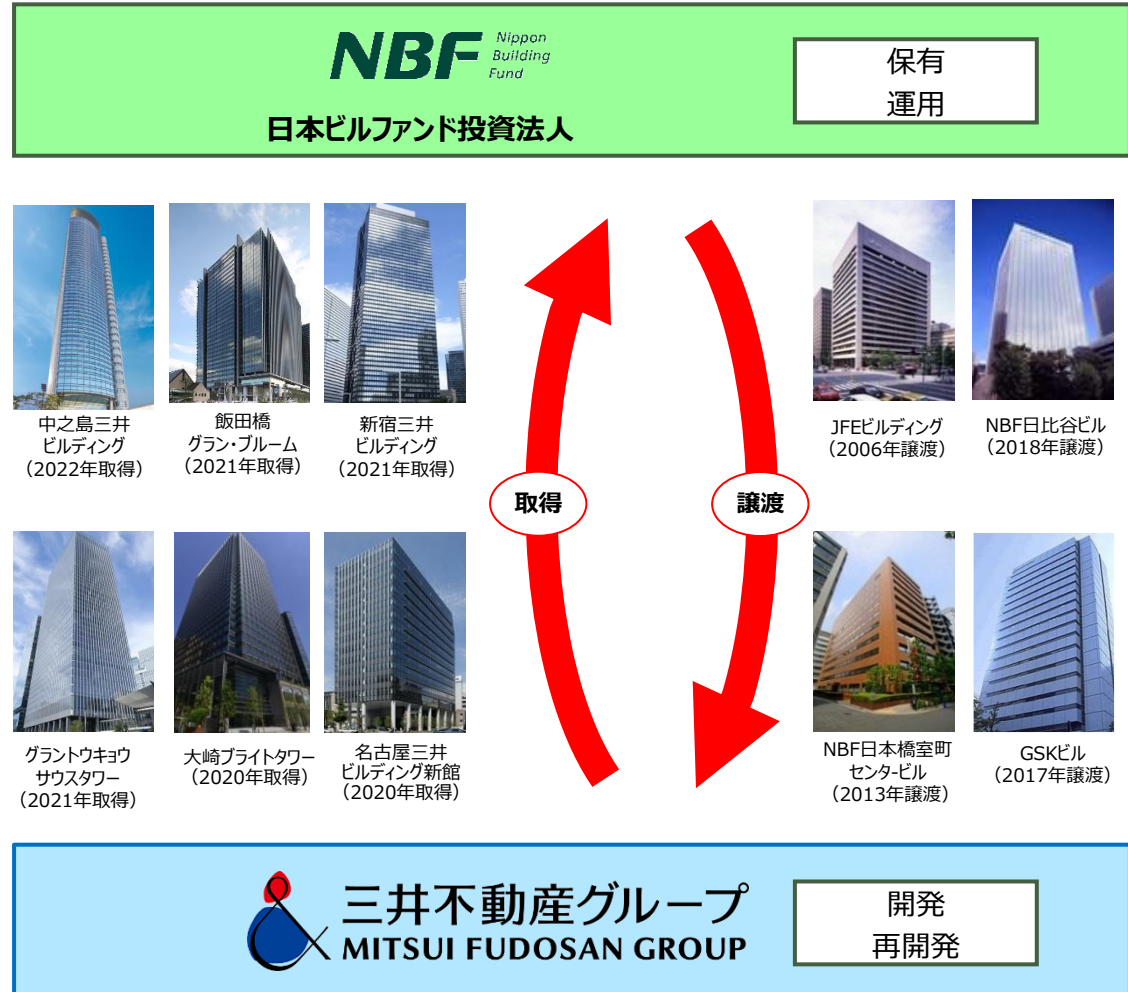 NBF
Nippon
Building
Fund
日本ビルファンド投資法人
保有
運用
中之島三井
ビルディング
（2022年取得）
飯田橋
グラン・ブルーム
（2021年取得）
新宿三井
ビルディング
（2021年取得）
JFEビルディング
（2006年譲渡）
NBF日比谷ビル
（2018年譲渡）
取得
譲渡
グラントウキョウ
サウスタワー
（2021年取得）
大崎ブライトタワー
（2020年取得）
名古屋三井
ビルディング新館
（2020年取得）
NBF日本橋室町
センタービル
（2013年譲渡）
GSKビル
（2017年譲渡）
三井不動産グループ
MITSUI FUDOSAN GROUP
開発
再開発